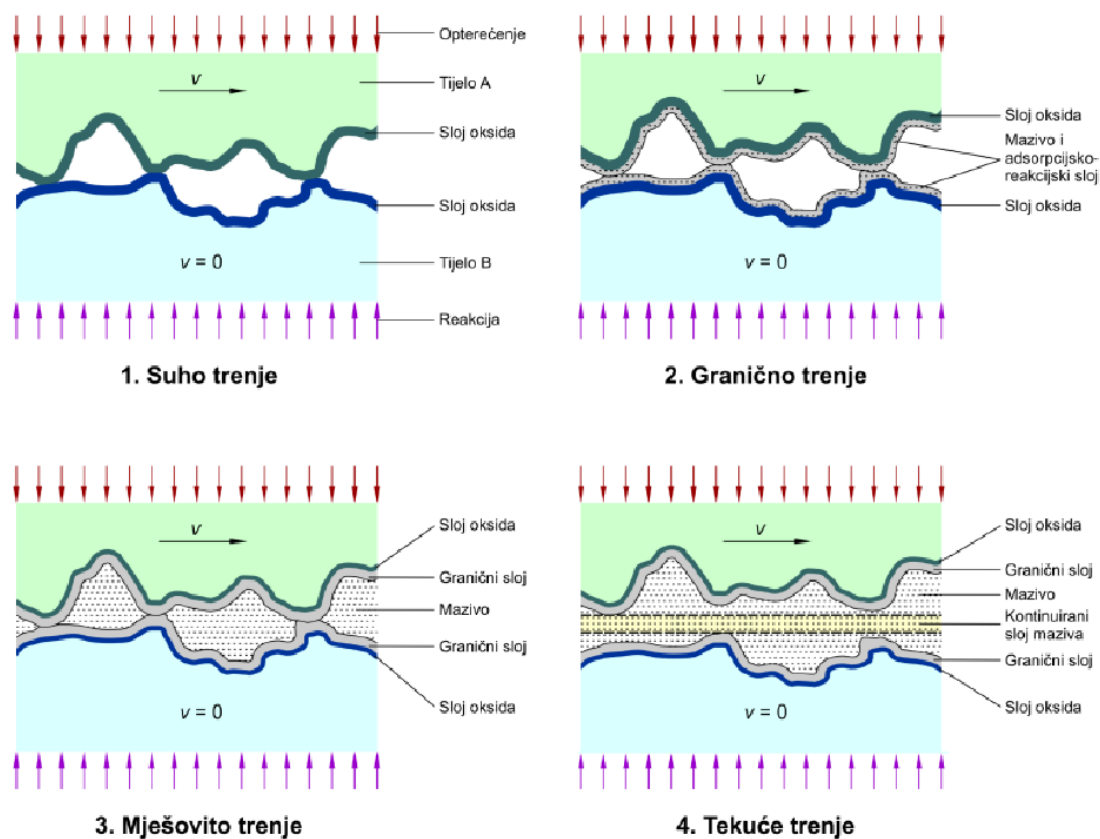 Opterećenje
v
Tijelo A
Sloj oksida
Sloj oksida
v = 0
Tijelo B
Reakcija
1. Suho trenje
v
Sloj oksida
Mazivo i
adsorpcijsko-
reakcijski sloj
Sloj oksida
v = 0
2. Granično trenje
v
Sloj oksida
Granični sloj
Mazivo
Granični sloj
Sloj oksida
v = 0
3. Mješovito trenje
v
Sloj oksida
Granični sloj
Mazivo
Kontinuirani
sloj maziva
Granični sloj
Sloj oksida
v = 0
4. Tekuće trenje